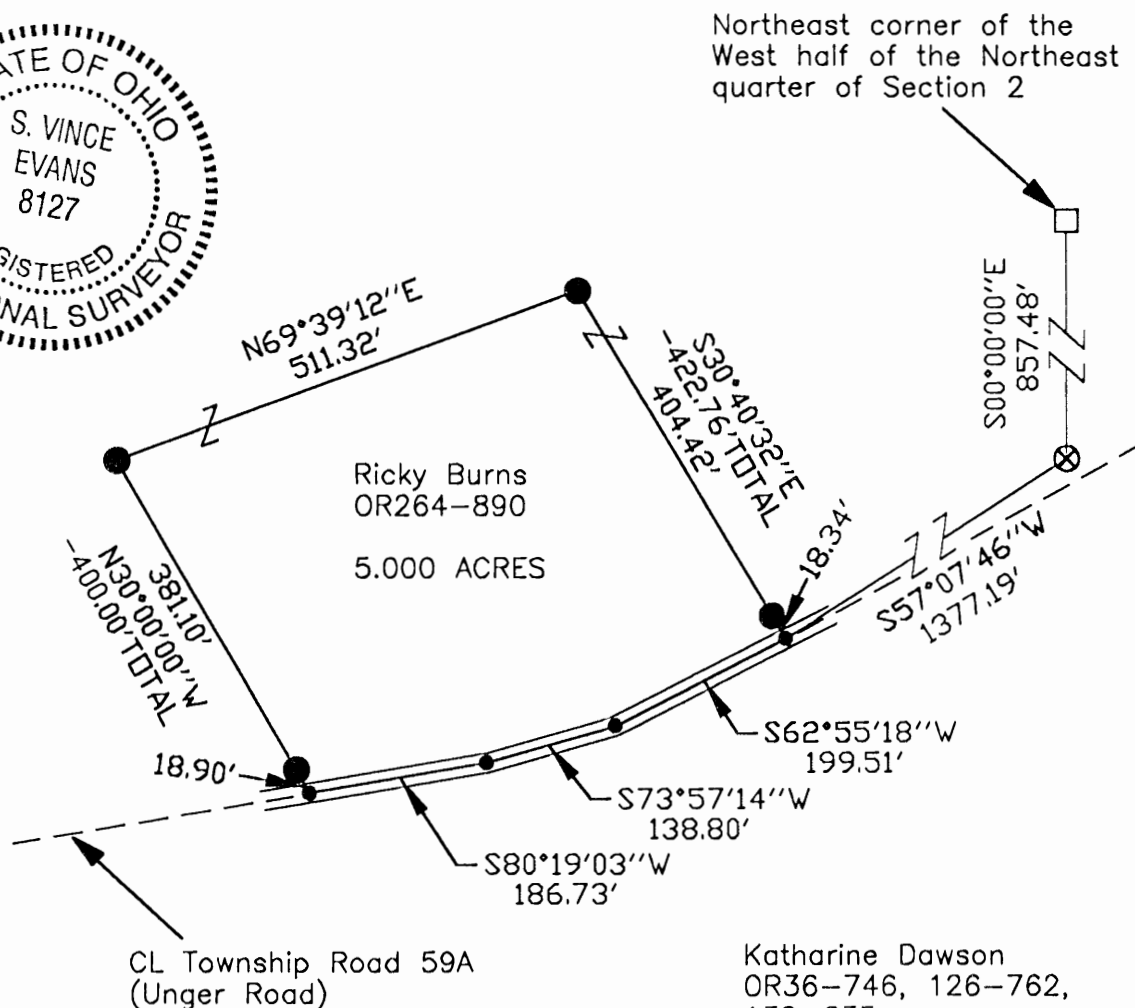 Northeast corner of the
West half of the Northeast
quarter of Section 2
ATE OF OHIO
S. VINCE
EVANS
8127
GISTERED
NAL SURVEYOR
S00°00'00"E
857.48'
N69°39'12"E
511.32'
S30°40'32"E
-422.76'TOTAL
404.42'
Ricky Burns
OR264-890
5.000 ACRES
18.34'
381.10'
N30°00'00"W
-400.00'TOTAL
S57°07'46"W
1377.19'
18.90'
S62°55'18"W
199.51'
S73°57'14"W
138.80'
S80°19'03"W
186.73'
CL Township Road 59A
(Unger Road)
Katharine Dawson
OR36-746, 126-762,